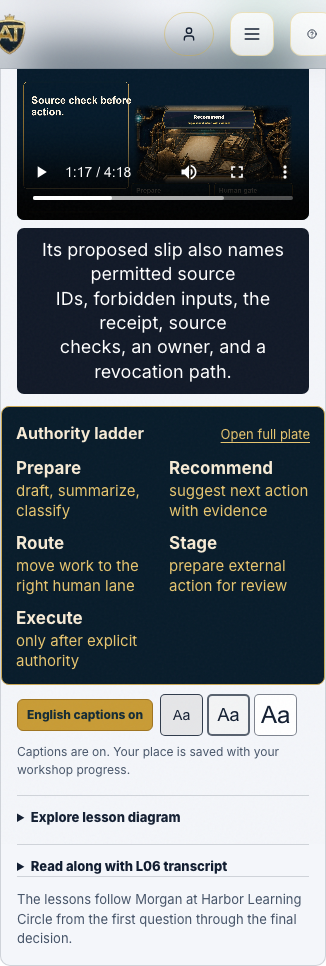 AT
Source check before
action.
Recommend
1:17 / 4:18
Prepare
Human gate
Its proposed slip also names
permitted source
IDs, forbidden inputs, the
receipt, source
checks, an owner, and a
revocation path.
Authority ladder
Open full plate
Prepare
draft, summarize,
classify
Recommend
suggest next action
with evidence
Route
move work to the
right human lane
Stage
prepare external
action for review
Execute
only after explicit
authority
English captions on
Aa
Aa
Aa
Captions are on. Your place is saved with your
workshop progress.
Explore lesson diagram
Read along with L06 transcript
The lessons follow Morgan at Harbor Learning
Circle from the first question through the final
decision.